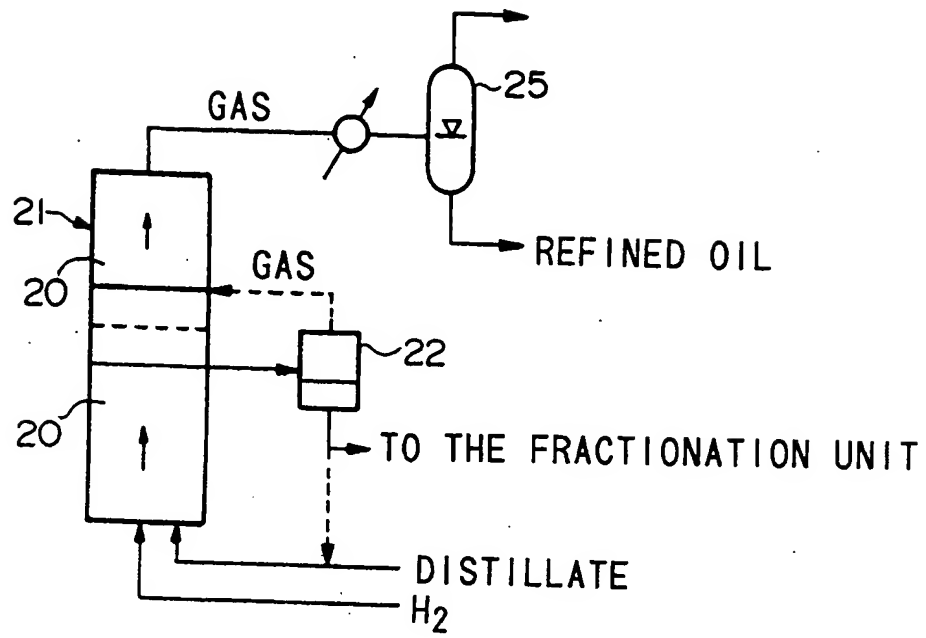 25
GAS
21
REFINED OIL
20
GAS
22
20
TO THE FRACTIONATION UNIT
DISTILLATE
H2